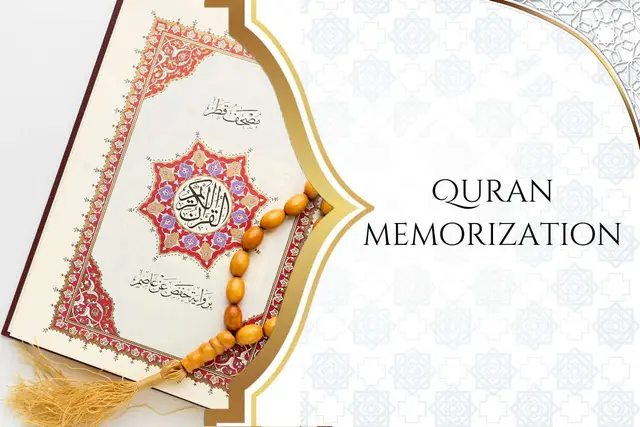 مصحف قطر
القرآن الكريم
برواية حفص عن عاصم
QURAN
MEMORIZATION